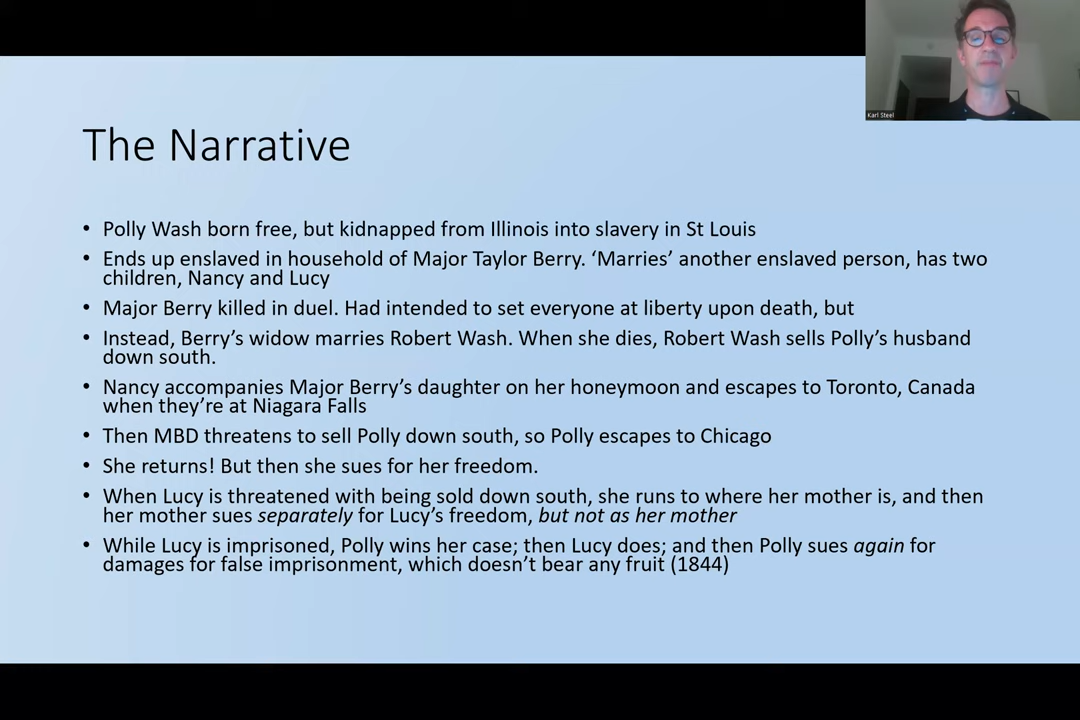 Karl Steel
The Narrative
• Polly Wash born free, but kidnapped from Illinois into slavery in St Louis
• Ends up enslaved in household of Major Taylor Berry. ‘Marries’ another enslaved person, has two
children, Nancy and Lucy
• Major Berry killed in duel. Had intended to set everyone at liberty upon death, but
• Instead, Berry’s widow marries Robert Wash. When she dies, Robert Wash sells Polly’s husband
down south.
• Nancy accompanies Major Berry’s daughter on her honeymoon and escapes to Toronto, Canada
when they’re at Niagara Falls
• Then MBD threatens to sell Polly down south, so Polly escapes to Chicago
• She returns! But then she sues for her freedom.
• When Lucy is threatened with being sold down south, she runs to where her mother is, and then
her mother sues separately for Lucy’s freedom, but not as her mother
• While Lucy is imprisoned, Polly wins her case; then Lucy does; and then Polly sues again for
damages for false imprisonment, which doesn’t bear any fruit (1844)